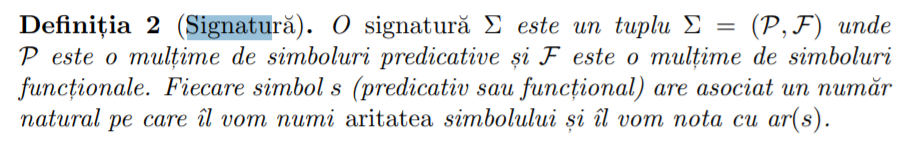 Definiția 2 (Signatură). O signatură Σ este un tuplu Σ = (𝒫, ℱ) unde
𝒫 este o mulțime de simboluri predicative și ℱ este o mulțime de simboluri
funcționale. Fiecare simbol s (predicativ sau funcțional) are asociat un număr
natural pe care îl vom numi aritatea simbolului și îl vom nota cu ar(s).